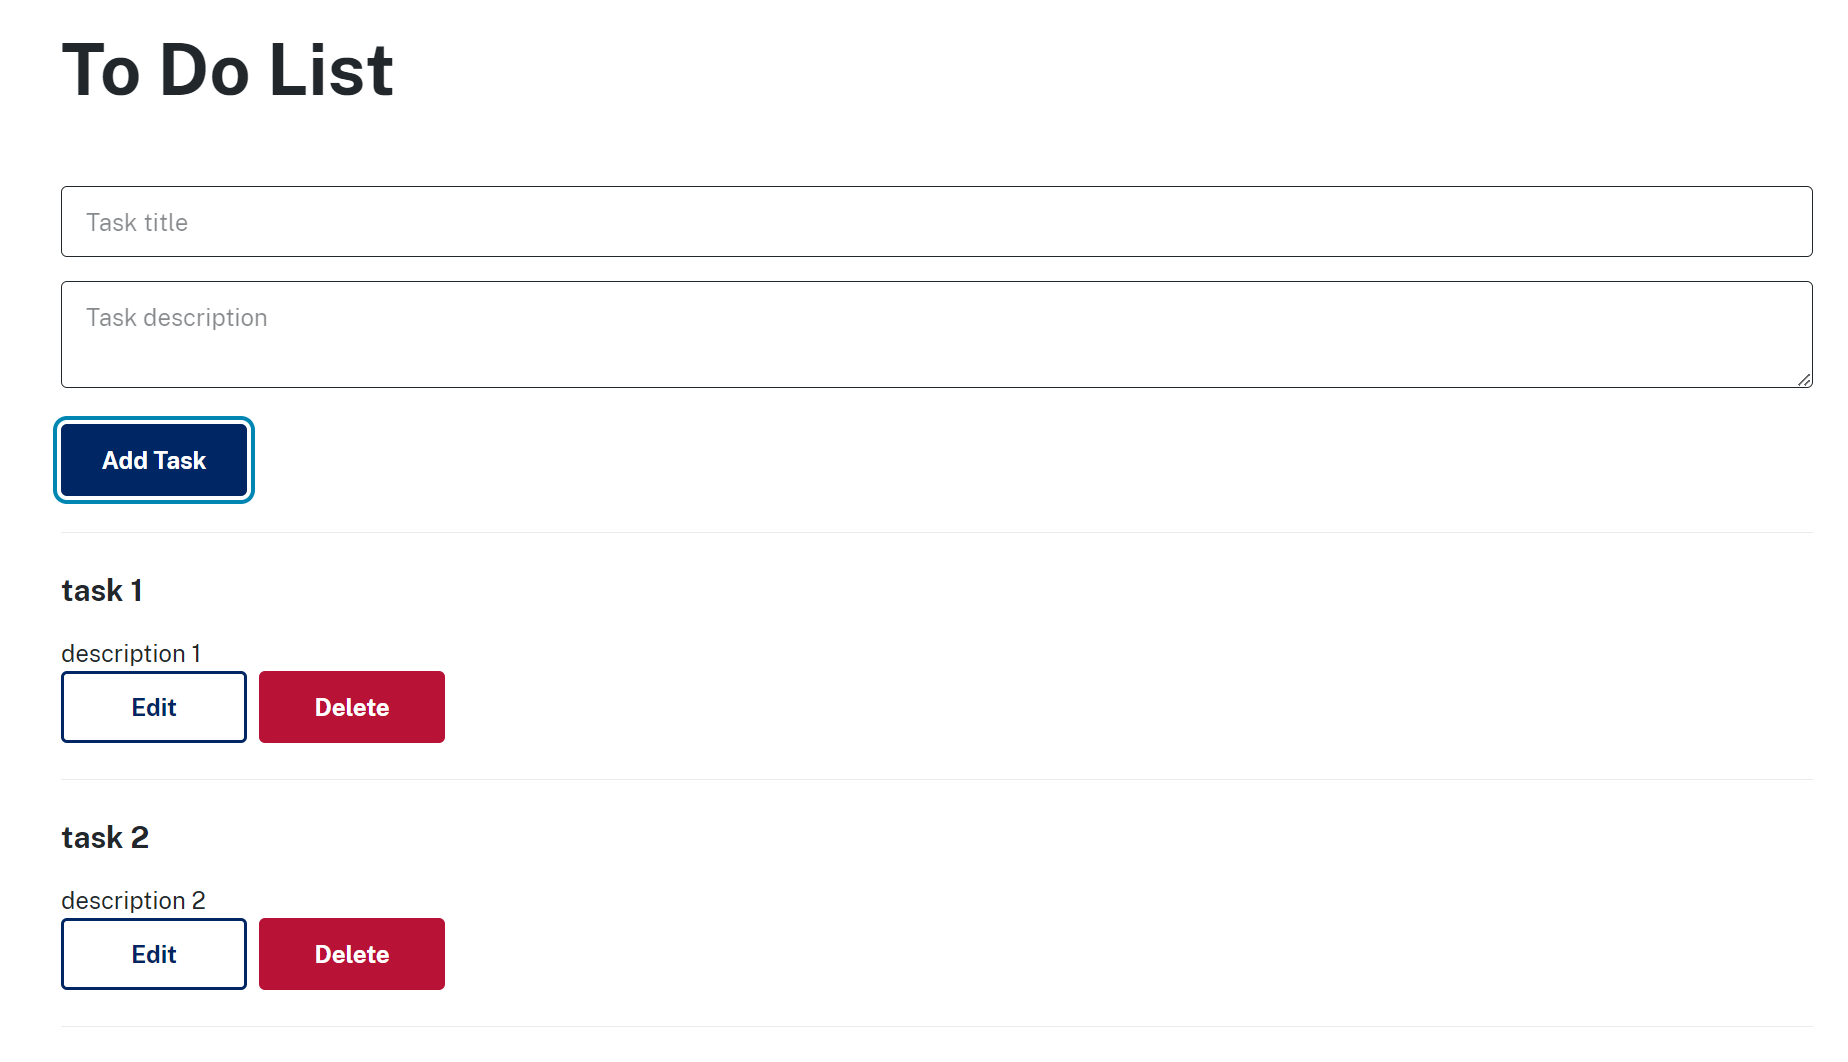 To Do List
Task title
Task description
Add Task
task 1
description 1
Edit Delete
task 2
description 2
Edit Delete